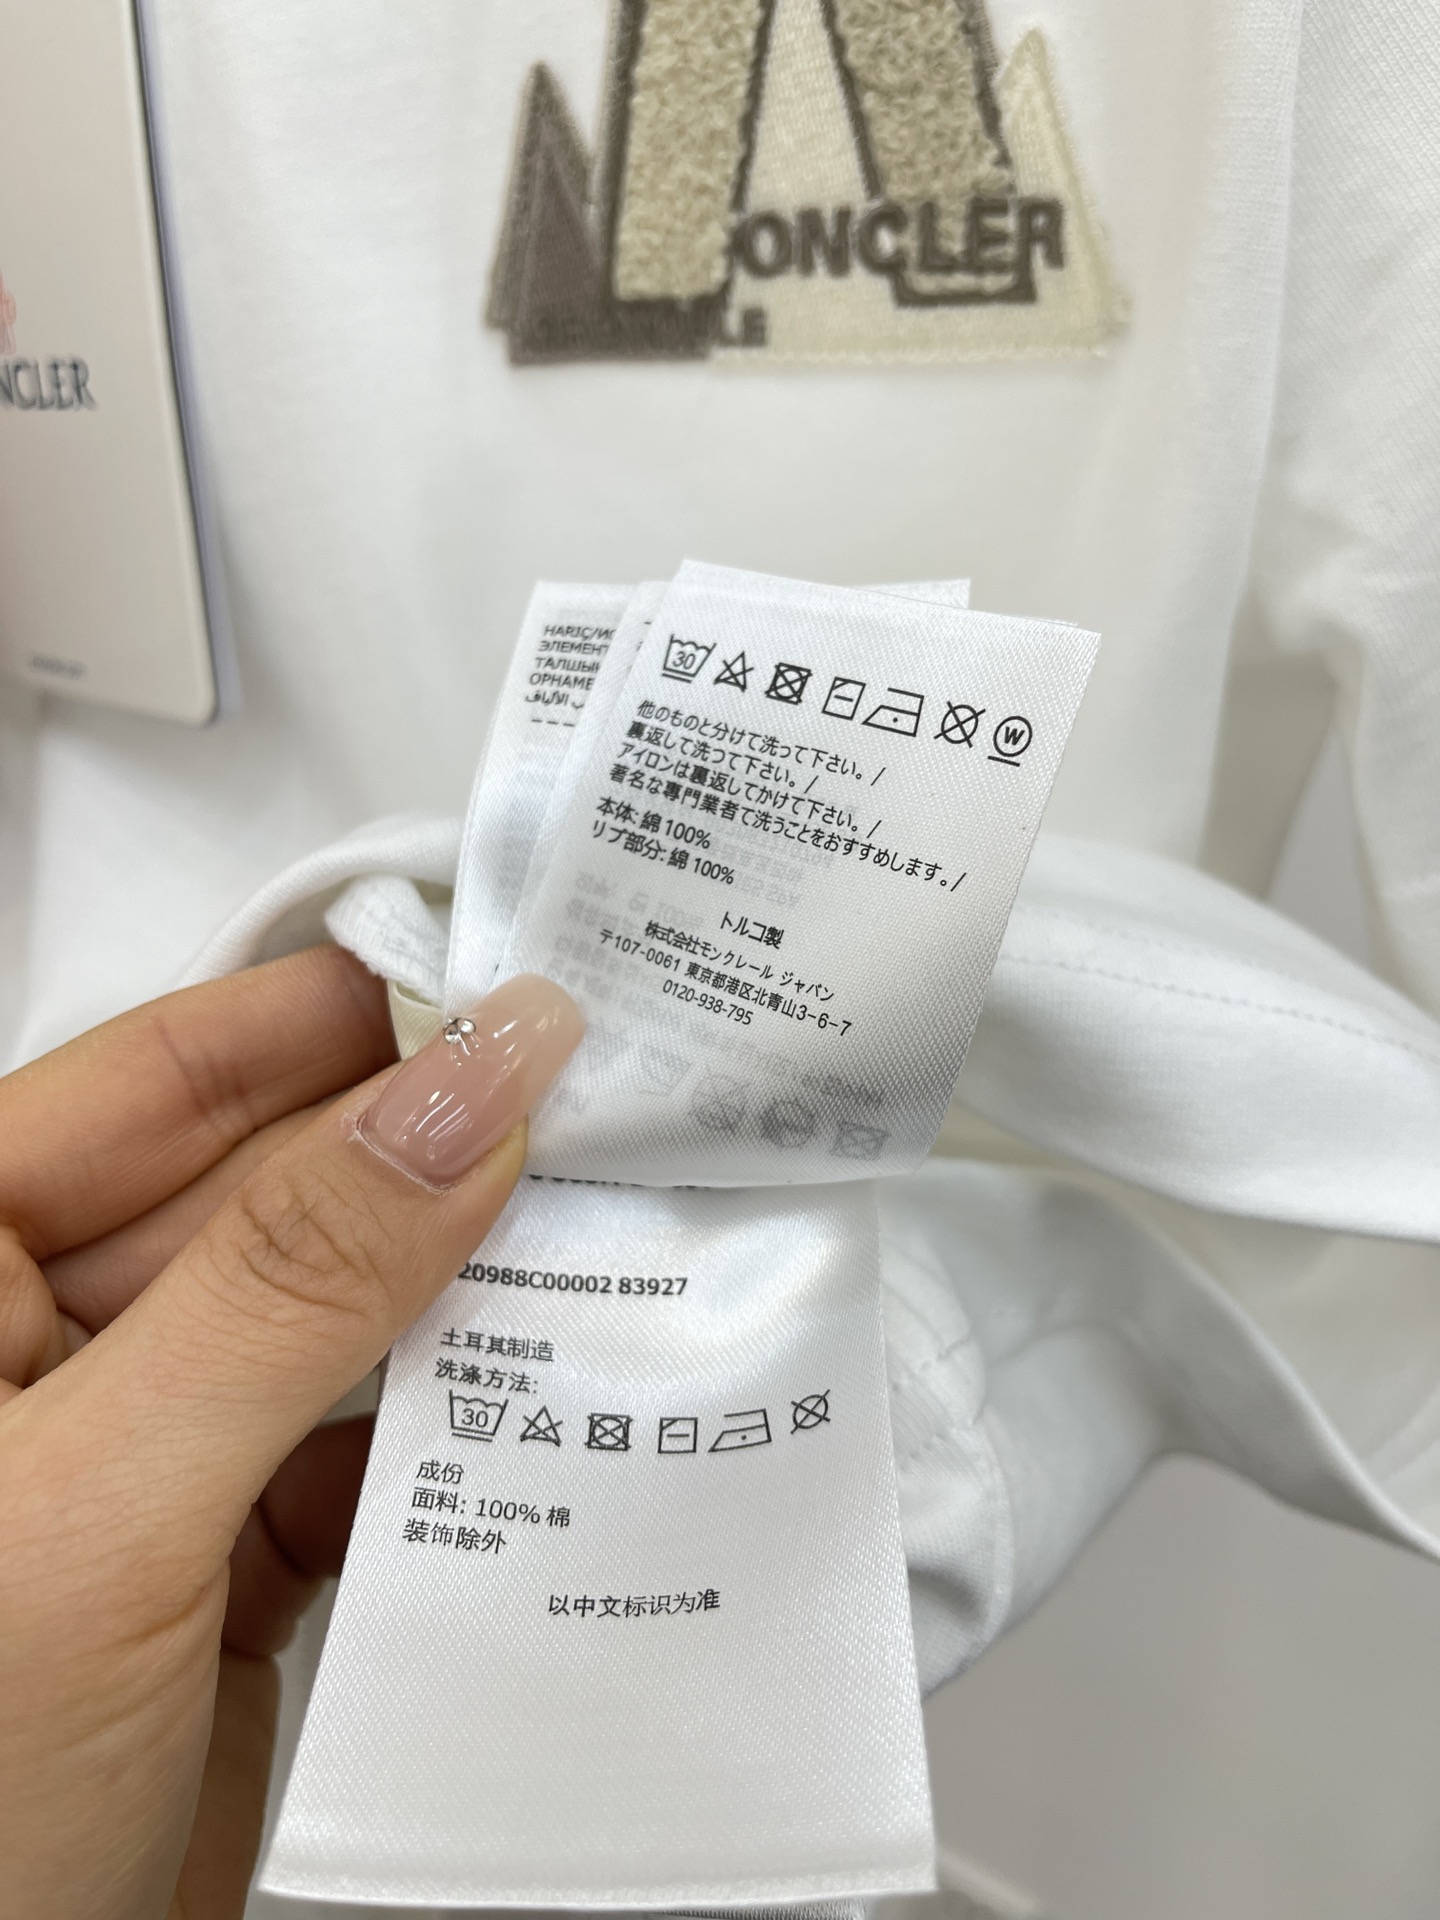 ONCLER
NCLER
HARIÇ/
ЭЛЕМЕНТ
ТАЛШЫ
ОРНАМЕ
30
W
他のものと分けて洗って下さい。/
裏返して洗つて下さい。/
アイロンは裏返してかけて下さい。/
著名な専門業者で洗うことをおすすめします。/
本体: 綿 100%
リブ部分: 綿 100%
トルコ製
株式会社モンクレール ジャパン
〒107-0061 東京都港区北青山3-6-7
0120-938-795
20988C00002 83927
土耳其制造
洗涤方法:
30
成份
面料: 100% 棉
装饰除外
以中文标识为准